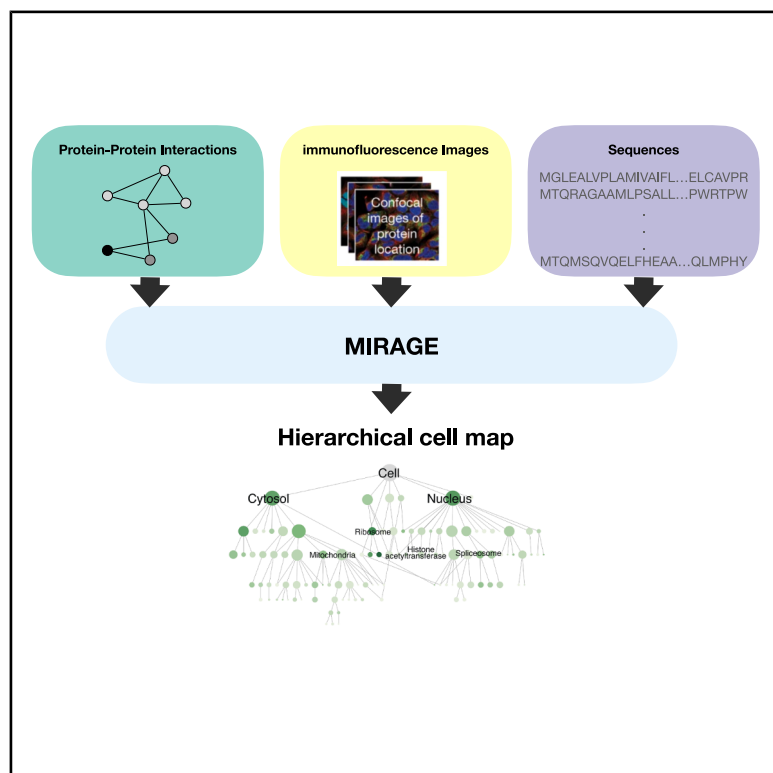 Protein-Protein Interactions
immunofluorescence Images
Sequences
Confocal
images of
protein
location
MGLEALVPLAMIVAIFL...ELCAVPR
MTQRAGAAMLPSALL...PWRTPW
.
.
.
MTQMSQVQELFHEAA...QLMPHY
MIRAGE
Hierarchical cell map
Cell
Cytosol
Nucleus
Ribosome
Mitochondria
Histone
acetyltransferase
Spliceosome